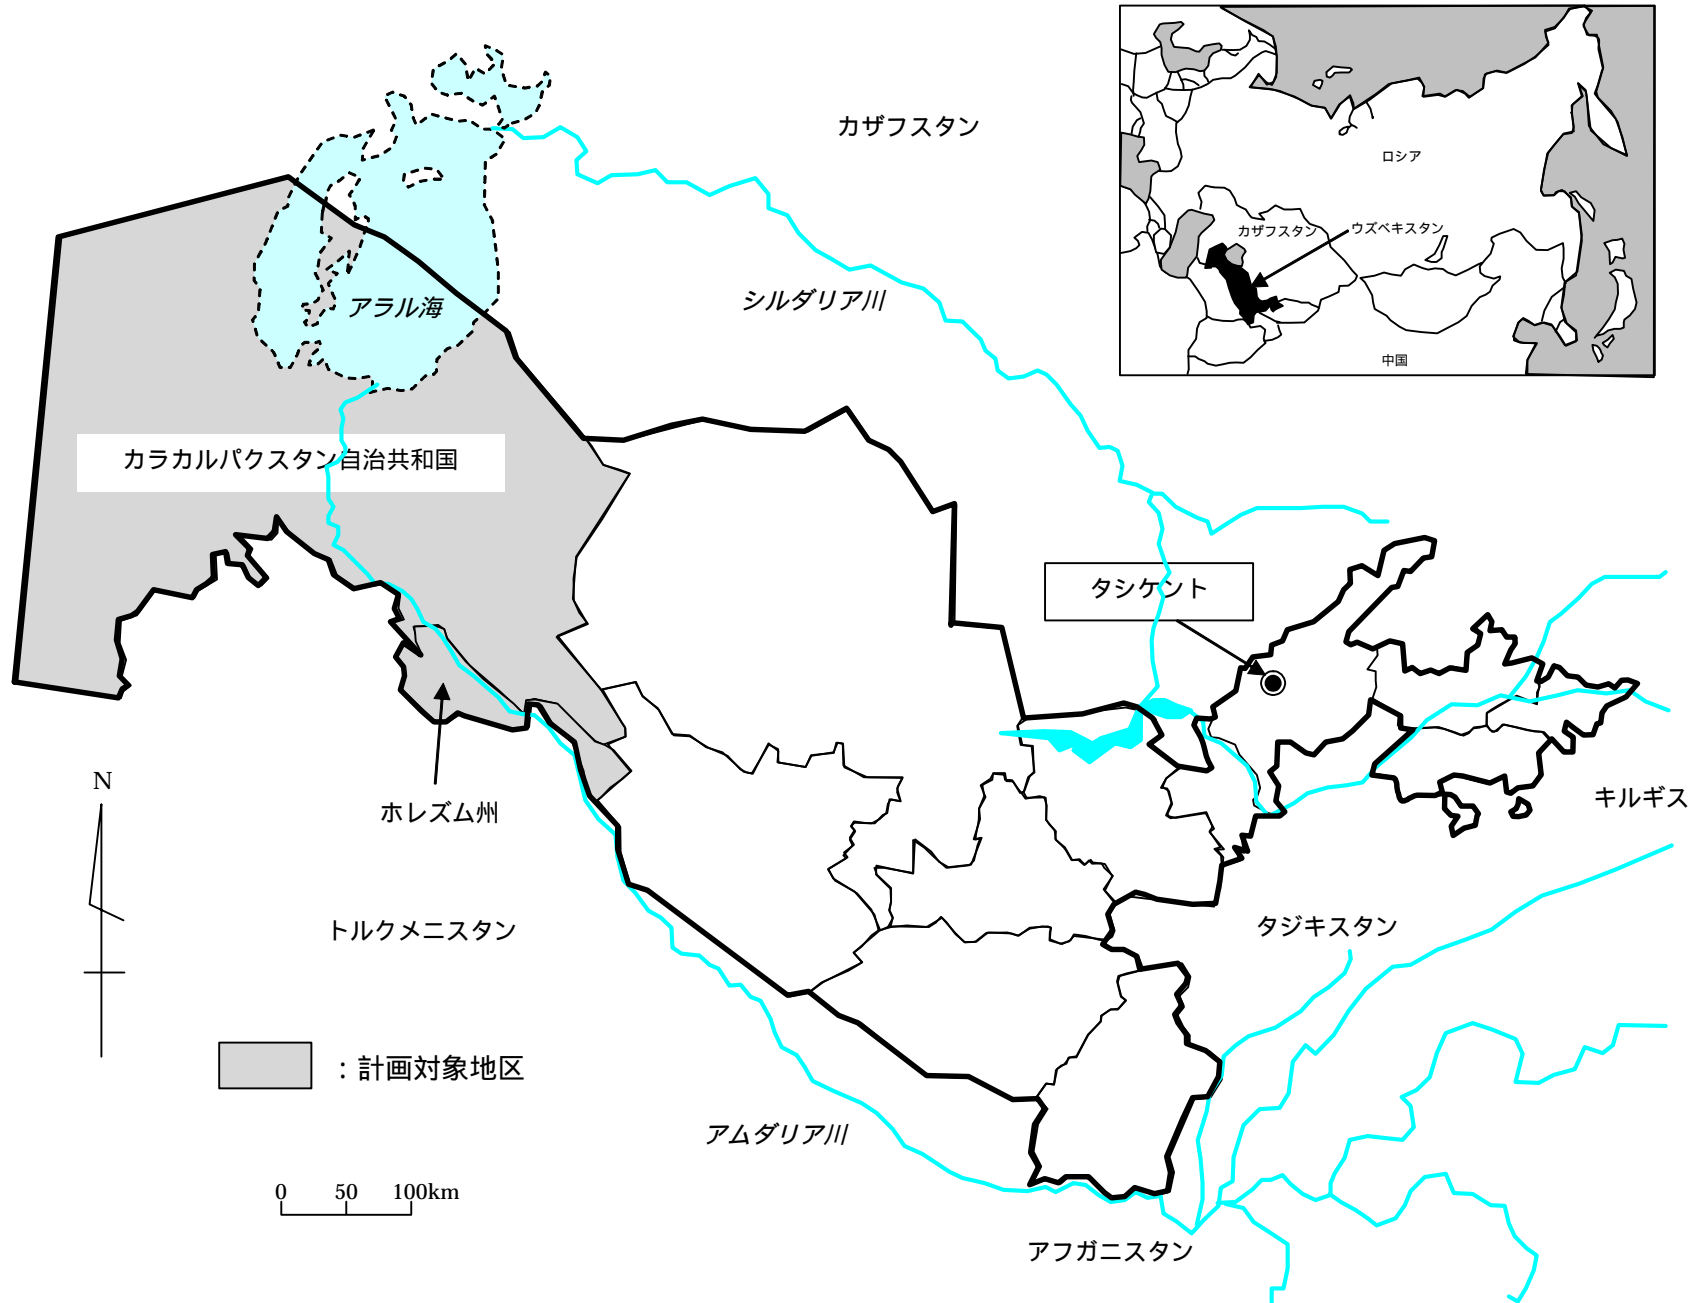 カザフスタン
ロシア
カザフスタン
ウズベキスタン
中国
アラル海
シルダリア川
カラカルパクスタン自治共和国
タシケント
N
ホレズム州
キルギス
トルクメニスタン
タジキスタン
：計画対象地区
アムダリア川
0 50 100km
アフガニスタン